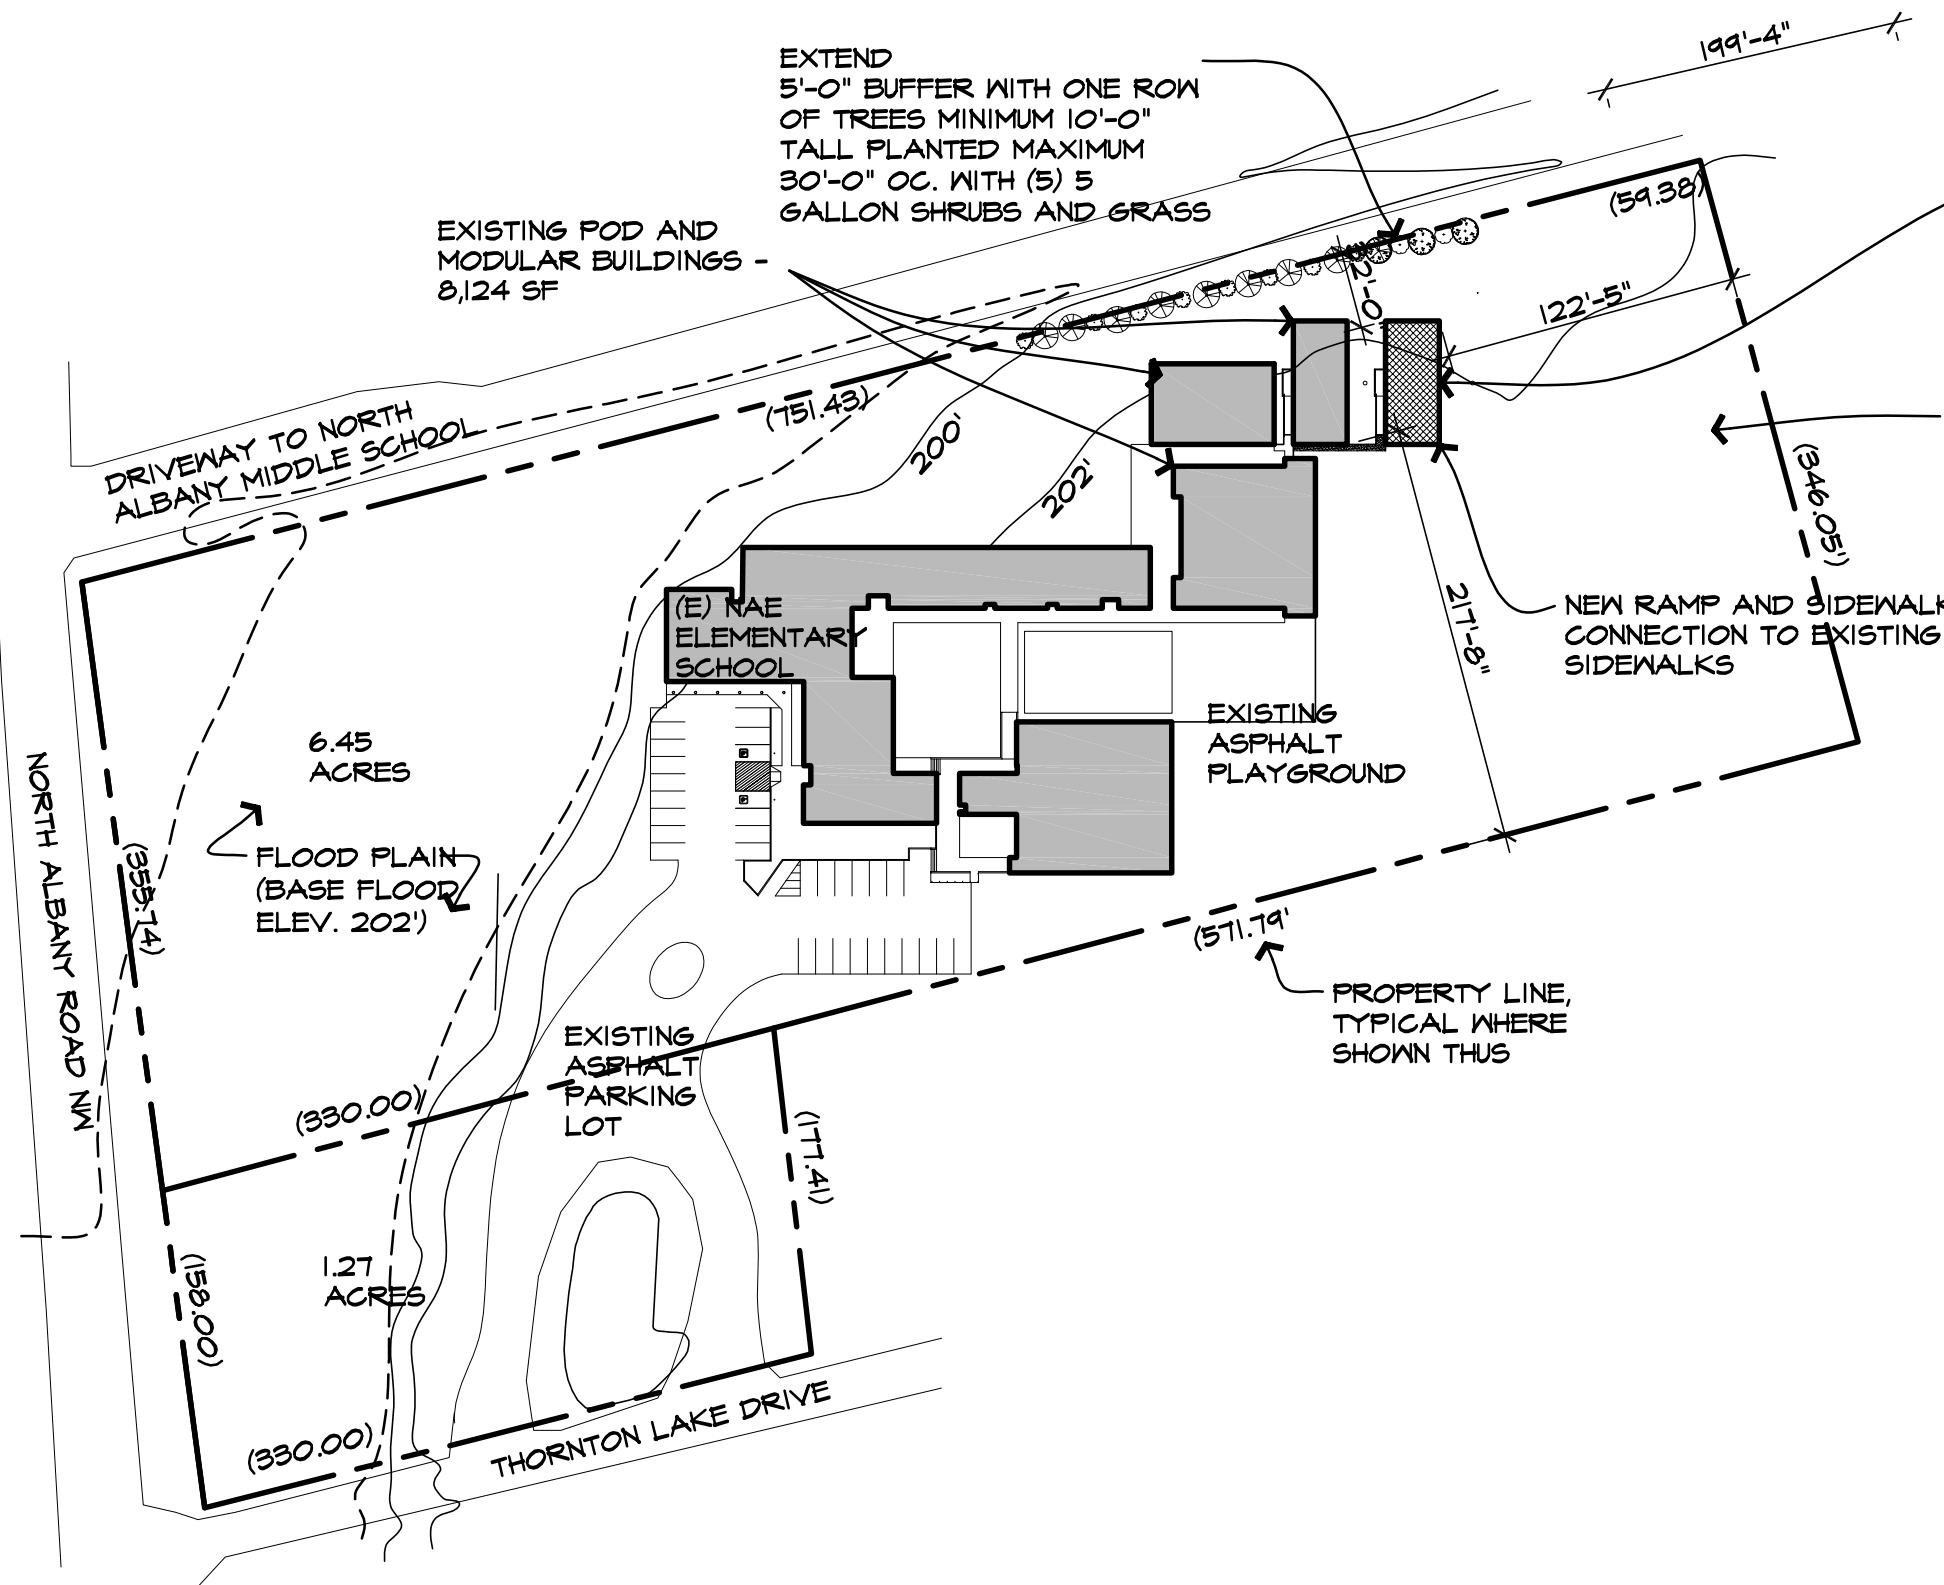 199'-4"
EXTEND
5'-0" BUFFER WITH ONE ROW
OF TREES MINIMUM 10'-0"
TALL PLANTED MAXIMUM
30'-0" OC. WITH (5) 5
GALLON SHRUBS AND GRASS
(59.38)
EXISTING POD AND
MODULAR BUILDINGS -
8,124 SF
122'-5"
(751.43)
DRIVEWAY TO NORTH
ALBANY MIDDLE SCHOOL
200'
202'
(346.05')
217'-8"
NEW RAMP AND SIDEWALK
CONNECTION TO EXISTING
SIDEWALKS
(E) NAE
ELEMENTARY
SCHOOL
EXISTING
ASPHALT
PLAYGROUND
6.45
ACRES
NORTH ALBANY ROAD NW
(355.74)
FLOOD PLAIN
(BASE FLOOD
ELEV. 202')
(571.79'
PROPERTY LINE,
TYPICAL WHERE
SHOWN THUS
EXISTING
ASPHALT
PARKING
LOT
(330.00)
(177.41)
1.27
ACRES
(158.00)
(330.00)
THORNTON LAKE DRIVE